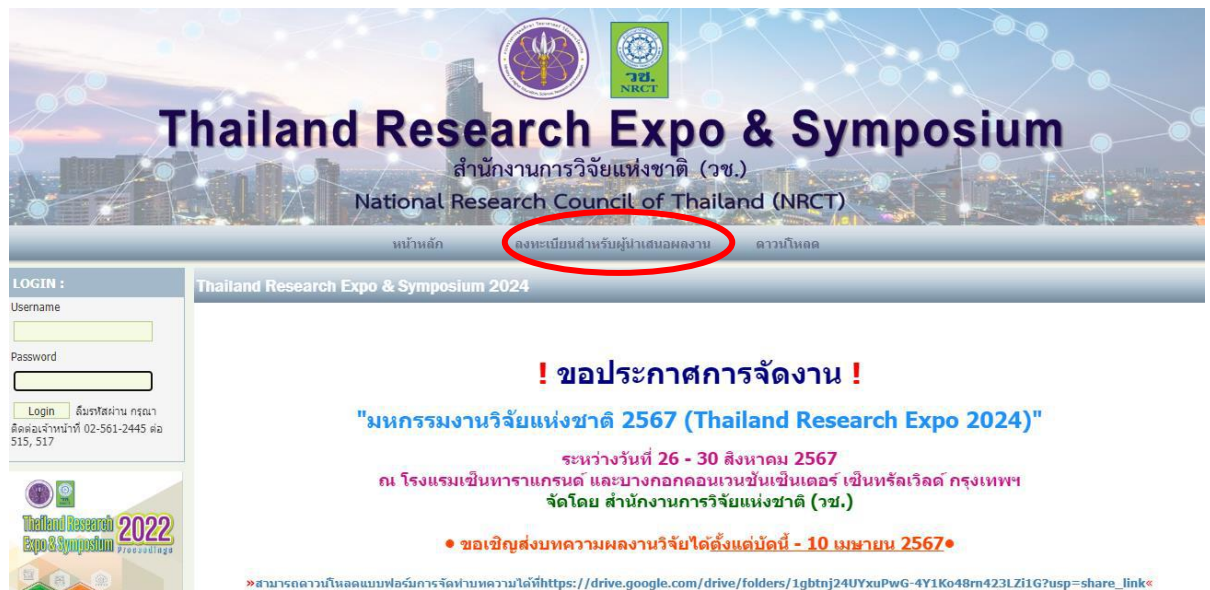 วช.
NRCT
Thailand Research Expo & Symposium
สำนักงานการวิจัยแห่งชาติ (วช.)
National Research Council of Thailand (NRCT)
หน้าหลัก ลงทะเบียนสำหรับผู้นำเสนอผลงาน ดาวน์โหลด
LOGIN :
Username
Password
Login ลืมรหัสผ่าน กรุณา
ติดต่อเจ้าหน้าที่ 02-561-2445 ต่อ
515, 517
Thailand Research 2022
Expo & Symposium Proceedings
Thailand Research Expo & Symposium 2024
! ขอประกาศการจัดงาน !
"มหกรรมงานวิจัยแห่งชาติ 2567 (Thailand Research Expo 2024)"
ระหว่างวันที่ 26 - 30 สิงหาคม 2567
ณ โรงแรมเซ็นทาราแกรนด์ และบางกอกคอนเวนชันเซ็นเตอร์ เซ็นทรัลเวิลด์ กรุงเทพฯ
จัดโดย สำนักงานการวิจัยแห่งชาติ (วช.)
● ขอเชิญส่งบทความผลงานวิจัยได้ตั้งแต่บัดนี้ - 10 เมษายน 2567●
»สามารถดาวน์โหลดแบบฟอร์มการจัดทำบทความได้ที่https://drive.google.com/drive/folders/1gbtnj24UYxuPwG-4Y1Ko48rn423LZi1G?usp=share_link«